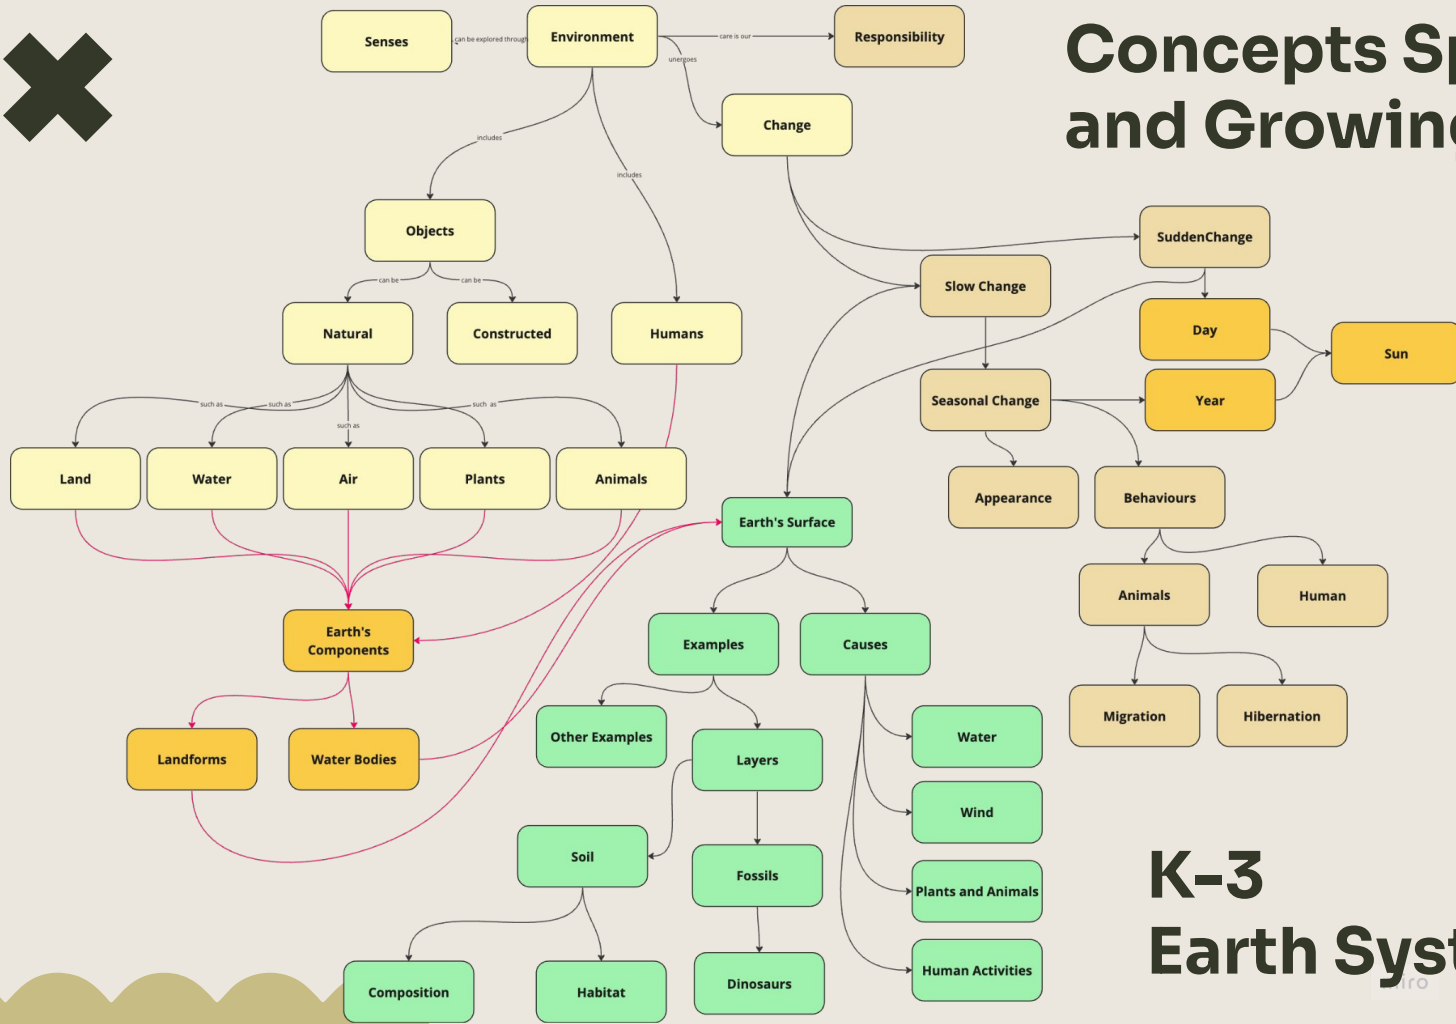 Concepts Sp
and Growing
Senses
can be explored through
Environment
care is our
Responsibility
unergoes
Change
includes
includes
Objects
SuddenChange
Slow Change
can be
can be
Natural
Constructed
Humans
Day
Sun
Seasonal Change
Year
such as
such as
such as
such as
Land
Water
Air
Plants
Animals
Appearance
Behaviours
Earth's Surface
Animals
Human
Earth's
Components
Examples
Causes
Migration
Hibernation
Landforms
Water Bodies
Other Examples
Layers
Water
Wind
Soil
Fossils
Plants and Animals
Human Activities
Composition
Habitat
Dinosaurs
K-3
Earth Syst
miro